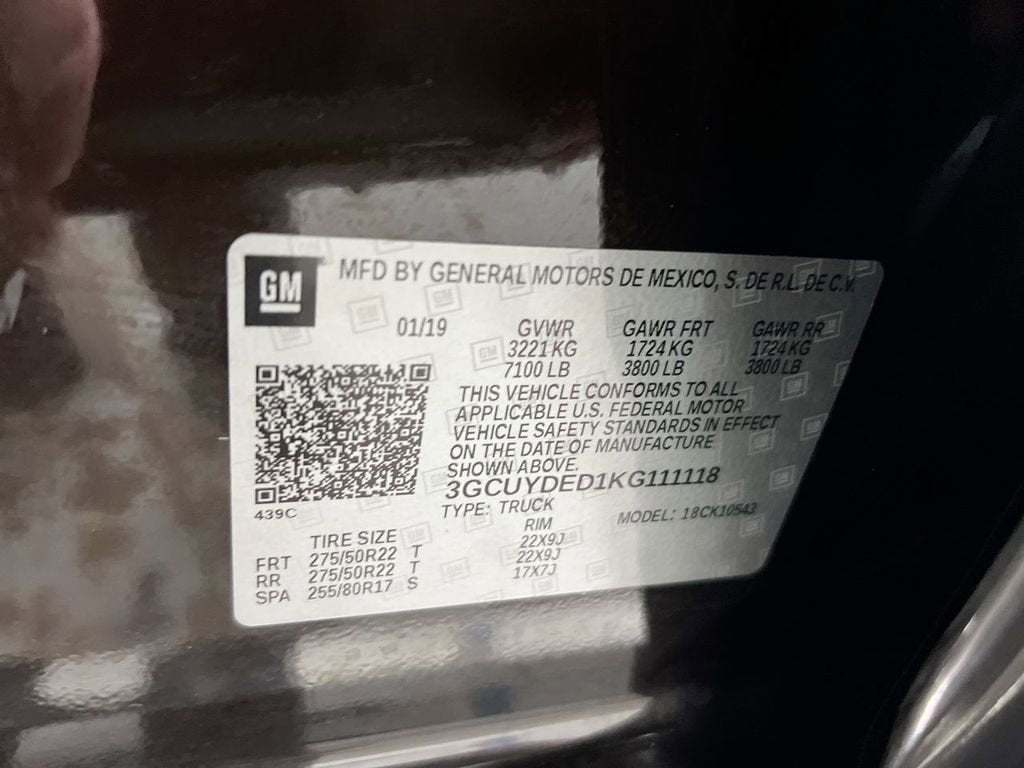 GM MFD BY GENERAL MOTORS DE MEXICO, S. DE R.L. DE C.V.
01/19 GVWR GAWR FRT GAWR RR
3221 KG 1724 KG 1724 KG
7100 LB 3800 LB 3800 LB
THIS VEHICLE CONFORMS TO ALL
APPLICABLE U.S. FEDERAL MOTOR
VEHICLE SAFETY STANDARDS IN EFFECT
ON THE DATE OF MANUFACTURE
SHOWN ABOVE.
3GCUYDED1KG111118
439C
TYPE: TRUCK MODEL: 18CK10543
TIRE SIZE RIM
FRT 275/50R22 T 22X9J
RR 275/50R22 T 22X9J
SPA 255/80R17 S 17X7J